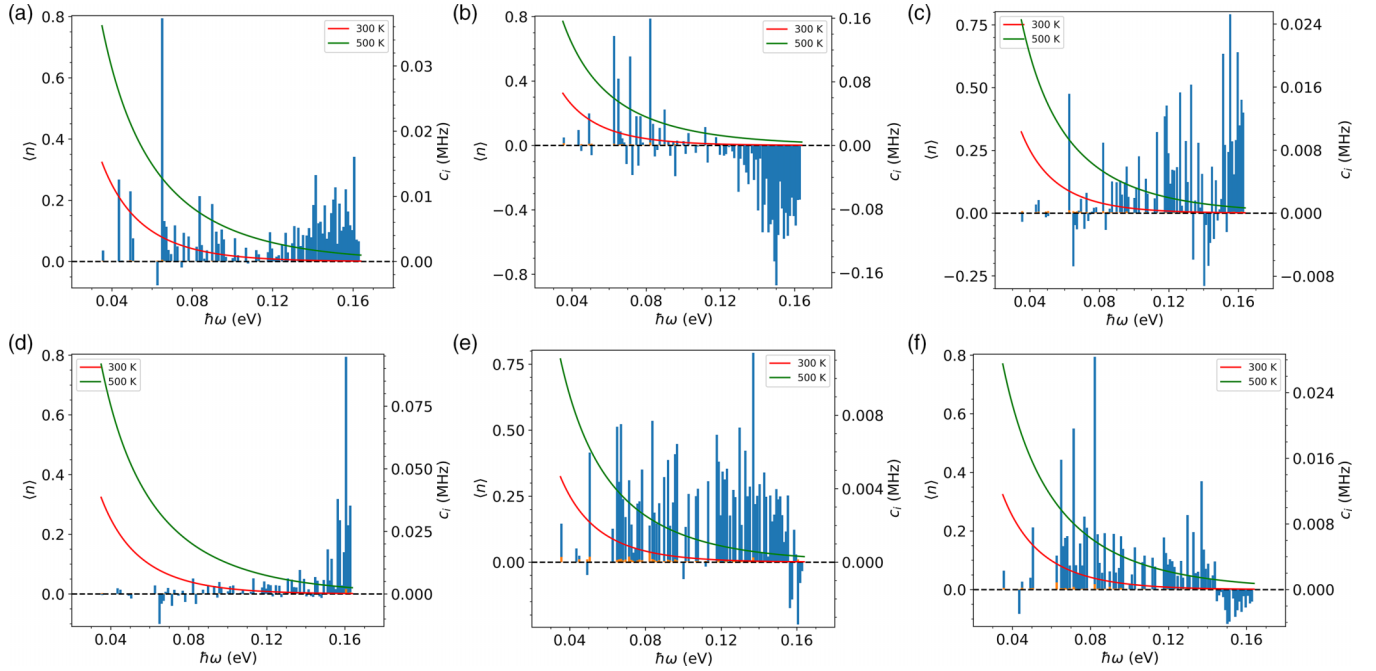 (a)
0.8
0.6
0.4
0.2
0.0
⟨n⟩
0.03
0.02
0.01
0.00
c_i (MHz)
300 K
500 K
0.04 0.08 0.12 0.16
ħω (eV)
(b)
0.8
0.4
0.0
−0.4
−0.8
⟨n⟩
0.16
0.08
0.00
−0.08
−0.16
c_i (MHz)
300 K
500 K
0.04 0.08 0.12 0.16
ħω (eV)
(c)
0.75
0.50
0.25
0.00
−0.25
⟨n⟩
0.024
0.016
0.008
0.000
−0.008
c_i (MHz)
300 K
500 K
0.04 0.08 0.12 0.16
ħω (eV)
(d)
0.8
0.6
0.4
0.2
0.0
⟨n⟩
0.075
0.050
0.025
0.000
c_i (MHz)
300 K
500 K
0.04 0.08 0.12 0.16
ħω (eV)
(e)
0.75
0.50
0.25
0.00
⟨n⟩
0.008
0.004
0.000
c_i (MHz)
300 K
500 K
0.04 0.08 0.12 0.16
ħω (eV)
(f)
0.8
0.6
0.4
0.2
0.0
⟨n⟩
0.024
0.016
0.008
0.000
c_i (MHz)
300 K
500 K
0.04 0.08 0.12 0.16
ħω (eV)